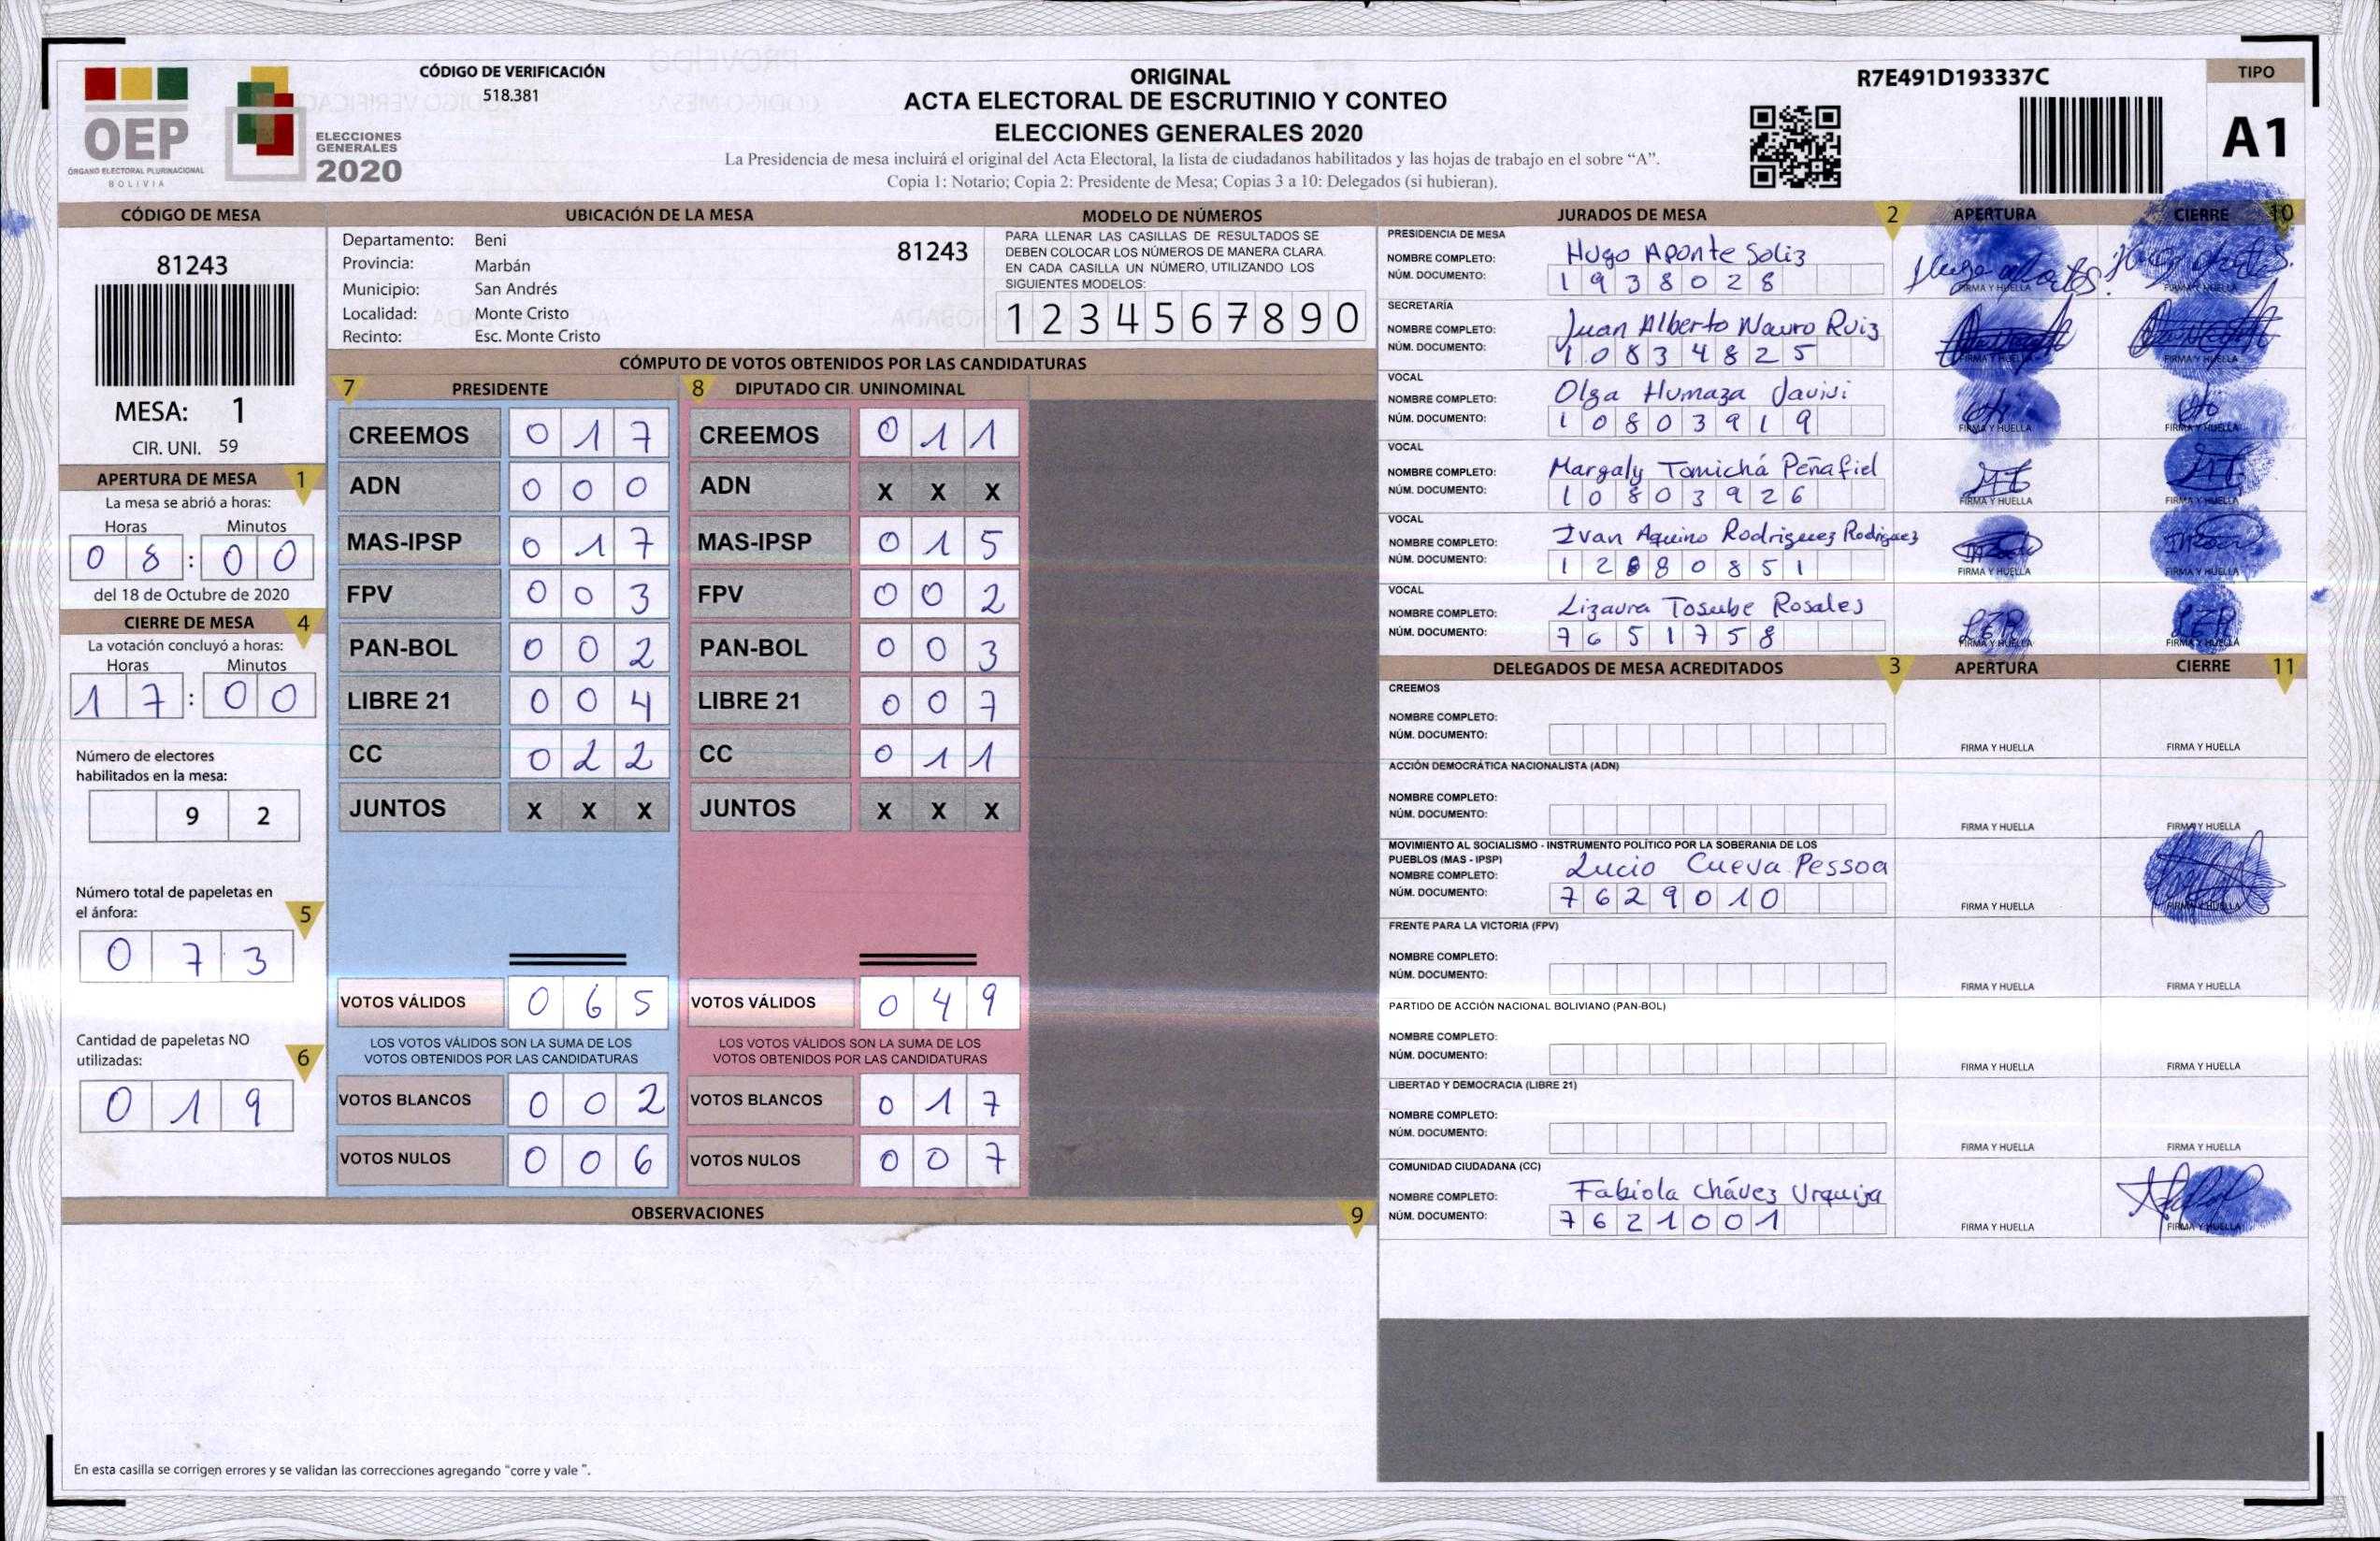 CÓDIGO DE VERIFICACIÓN
518.381
ORIGINAL
ACTA ELECTORAL DE ESCRUTINIO Y CONTEO
ELECCIONES GENERALES 2020
La Presidencia de mesa incluirá el original del Acta Electoral, la lista de ciudadanos habilitados y las hojas de trabajo en el sobre “A”.
Copia 1: Notario; Copia 2: Presidente de Mesa; Copias 3 a 10: Delegados (si hubieran).
R7E491D193337C
TIPO
A1
OEP
ÓRGANO ELECTORAL PLURINACIONAL
BOLIVIA
ELECCIONES
GENERALES
2020
CÓDIGO DE MESA
81243
MESA: 1
CIR. UNI. 59
APERTURA DE MESA 1
La mesa se abrió a horas:
Horas Minutos
0 8 : 0 0
del 18 de Octubre de 2020
CIERRE DE MESA 4
La votación concluyó a horas:
Horas Minutos
1 7 : 0 0
Número de electores
habilitados en la mesa:
9 2
Número total de papeletas en
el ánfora: 5
0 7 3
Cantidad de papeletas NO
utilizadas: 6
0 1 9
UBICACIÓN DE LA MESA
Departamento: Beni
81243
Provincia: Marbán
Municipio: San Andrés
Localidad: Monte Cristo
Recinto: Esc. Monte Cristo
MODELO DE NÚMEROS
PARA LLENAR LAS CASILLAS DE RESULTADOS SE
DEBEN COLOCAR LOS NÚMEROS DE MANERA CLARA.
EN CADA CASILLA UN NÚMERO, UTILIZANDO LOS
SIGUIENTES MODELOS:
1 2 3 4 5 6 7 8 9 0
CÓMPUTO DE VOTOS OBTENIDOS POR LAS CANDIDATURAS
7 PRESIDENTE
CREEMOS 0 1 7
ADN 0 0 0
MAS-IPSP 0 1 7
FPV 0 0 3
PAN-BOL 0 0 2
LIBRE 21 0 0 4
CC 0 2 2
JUNTOS X X X
VOTOS VÁLIDOS 0 6 5
LOS VOTOS VÁLIDOS SON LA SUMA DE LOS
VOTOS OBTENIDOS POR LAS CANDIDATURAS
VOTOS BLANCOS 0 0 2
VOTOS NULOS 0 0 6
8 DIPUTADO CIR. UNINOMINAL
CREEMOS 0 1 1
ADN X X X
MAS-IPSP 0 1 5
FPV 0 0 2
PAN-BOL 0 0 3
LIBRE 21 0 0 7
CC 0 1 1
JUNTOS X X X
VOTOS VÁLIDOS 0 4 9
LOS VOTOS VÁLIDOS SON LA SUMA DE LOS
VOTOS OBTENIDOS POR LAS CANDIDATURAS
VOTOS BLANCOS 0 1 7
VOTOS NULOS 0 0 7
OBSERVACIONES 9
En esta casilla se corrigen errores y se validan las correcciones agregando “corre y vale ”.
JURADOS DE MESA 2 APERTURA CIERRE 10
PRESIDENCIA DE MESA
NOMBRE COMPLETO: Hugo Aponte Soliz
NÚM. DOCUMENTO: 1 9 3 8 0 2 8
FIRMA Y HUELLA FIRMA Y HUELLA
SECRETARÍA
NOMBRE COMPLETO: Juan Alberto Nauro Ruiz
NÚM. DOCUMENTO: 1 0 8 3 4 8 2 5
FIRMA Y HUELLA FIRMA Y HUELLA
VOCAL
NOMBRE COMPLETO: Olga Humaza
NÚM. DOCUMENTO: 1 0 8 0 3 9 1 9
FIRMA Y HUELLA FIRMA Y HUELLA
VOCAL
NOMBRE COMPLETO: Margaly Tomichá Peñafiel
NÚM. DOCUMENTO: 1 0 8 0 3 9 2 6
FIRMA Y HUELLA FIRMA Y HUELLA
VOCAL
NOMBRE COMPLETO: Ivan Aquino Rodriguez Rodriguez
NÚM. DOCUMENTO: 1 2 8 8 0 8 5 1
FIRMA Y HUELLA FIRMA Y HUELLA
VOCAL
NOMBRE COMPLETO: Lizaura Tosube Rosales
NÚM. DOCUMENTO: 7 6 5 1 7 5 8
FIRMA Y HUELLA FIRMA Y HUELLA
DELEGADOS DE MESA ACREDITADOS 3 APERTURA CIERRE 11
CREEMOS
NOMBRE COMPLETO:
NÚM. DOCUMENTO:
FIRMA Y HUELLA FIRMA Y HUELLA
ACCIÓN DEMOCRÁTICA NACIONALISTA (ADN)
NOMBRE COMPLETO:
NÚM. DOCUMENTO:
FIRMA Y HUELLA FIRMA Y HUELLA
MOVIMIENTO AL SOCIALISMO - INSTRUMENTO POLÍTICO POR LA SOBERANIA DE LOS
PUEBLOS (MAS - IPSP)
NOMBRE COMPLETO: Lucio Cueva Pessoa
NÚM. DOCUMENTO: 7 6 2 9 0 1 0
FIRMA Y HUELLA FIRMA Y HUELLA
FRENTE PARA LA VICTORIA (FPV)
NOMBRE COMPLETO:
NÚM. DOCUMENTO:
FIRMA Y HUELLA FIRMA Y HUELLA
PARTIDO DE ACCIÓN NACIONAL BOLIVIANO (PAN-BOL)
NOMBRE COMPLETO:
NÚM. DOCUMENTO:
FIRMA Y HUELLA FIRMA Y HUELLA
LIBERTAD Y DEMOCRACIA (LIBRE 21)
NOMBRE COMPLETO:
NÚM. DOCUMENTO:
FIRMA Y HUELLA FIRMA Y HUELLA
COMUNIDAD CIUDADANA (CC)
NOMBRE COMPLETO: Fabiola Chávez Urquiza
NÚM. DOCUMENTO: 7 6 2 1 0 0 1
FIRMA Y HUELLA FIRMA Y HUELLA